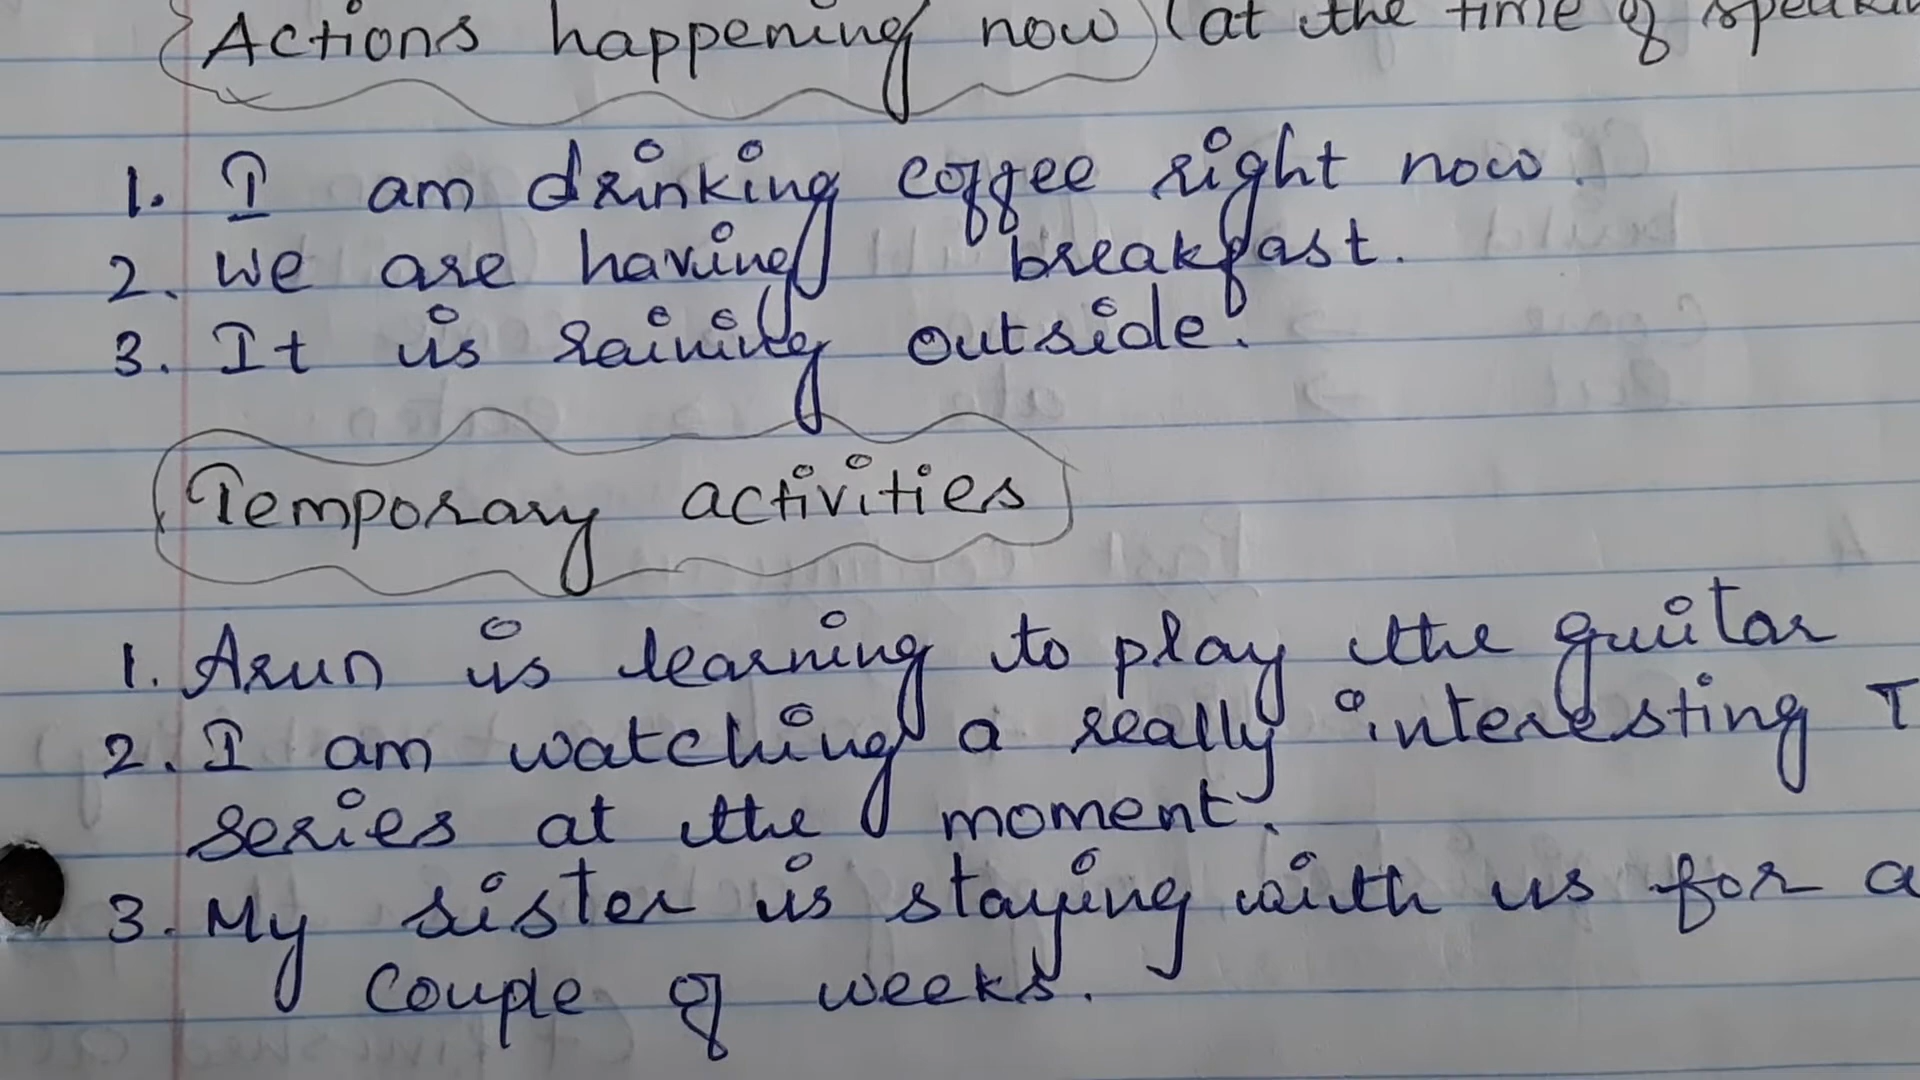 Actions happening now (at the time of speakin
1. I am drinking coffee right now.
2. We are having breakfast.
3. It is raining outside.
Temporary activities
1. Arun is learning to play the guitar
2. I am watching a really interesting T
series at the moment.
3. My sister is staying with us for a
couple of weeks.